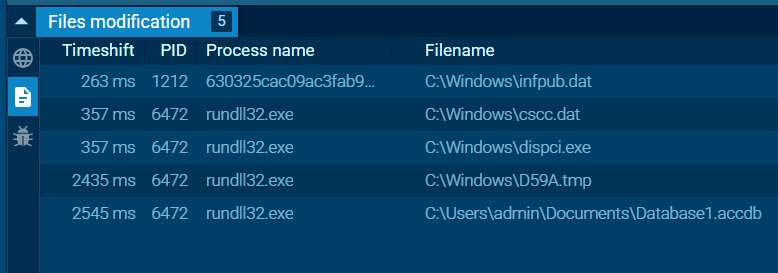 Files modification 5
Timeshift PID Process name Filename
263 ms 1212 630325cac09ac3fab9... C:\Windows\infpub.dat
357 ms 6472 rundll32.exe C:\Windows\cscc.dat
357 ms 6472 rundll32.exe C:\Windows\dispci.exe
2435 ms 6472 rundll32.exe C:\Windows\D59A.tmp
2545 ms 6472 rundll32.exe C:\Users\admin\Documents\Database1.accdb